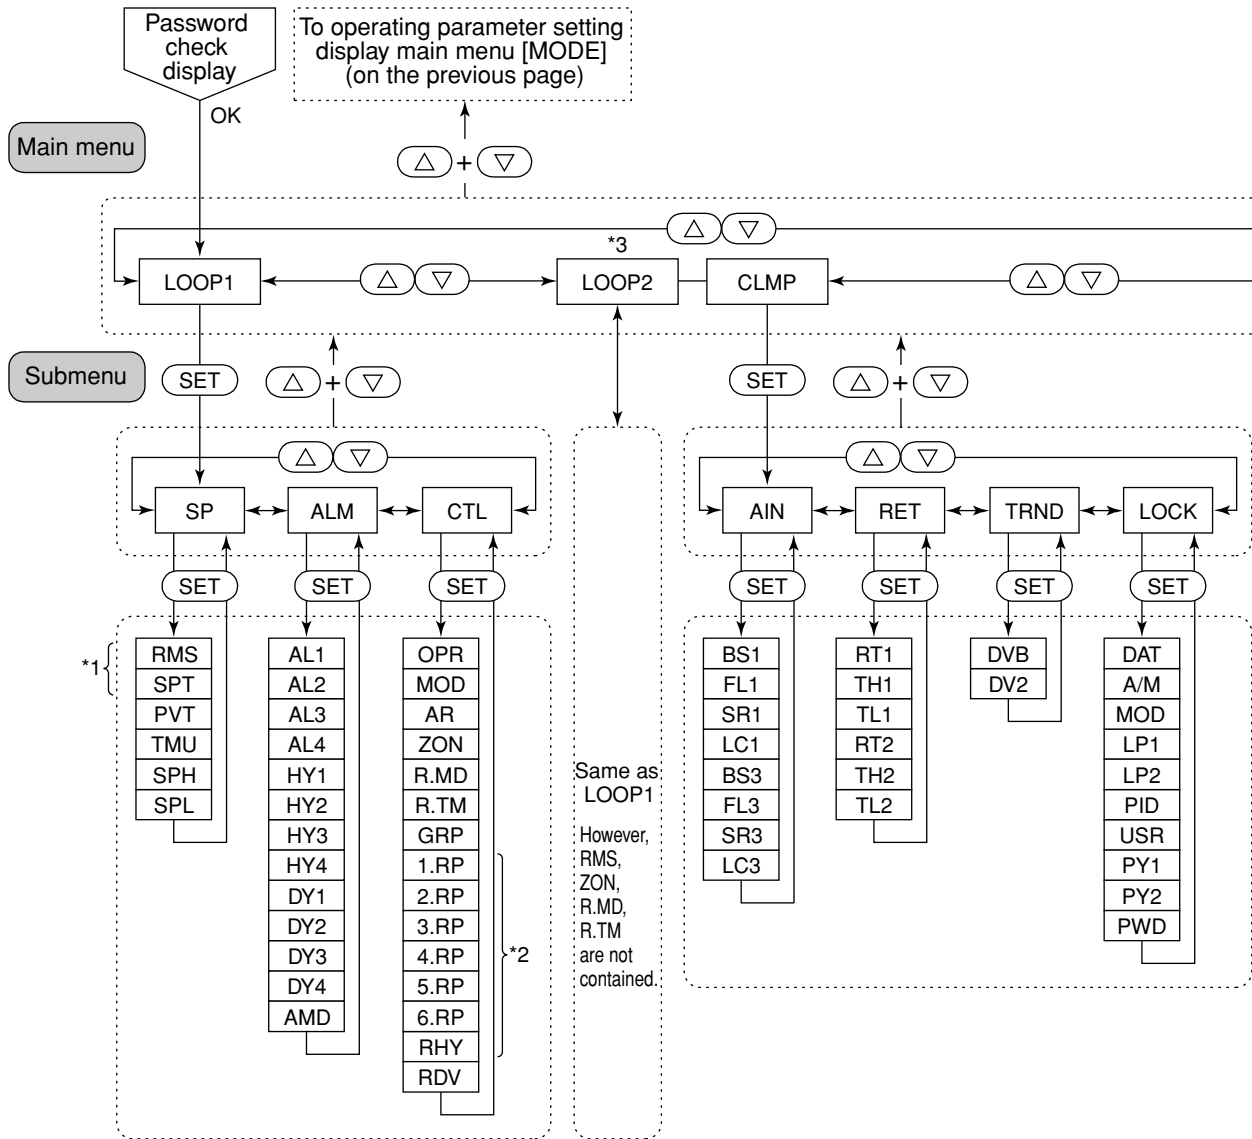 Password
check
display
To operating parameter setting
display main menu [MODE]
(on the previous page)
OK
Main menu
+
*3
LOOP1
LOOP2
CLMP
Submenu
SET
+
SET
+
SP
ALM
CTL
AIN
RET
TRND
LOCK
SET
SET
SET
SET
SET
SET
SET
*1
RMS
SPT
PVT
TMU
SPH
SPL
AL1
AL2
AL3
AL4
HY1
HY2
HY3
HY4
DY1
DY2
DY3
DY4
AMD
OPR
MOD
AR
ZON
R.MD
R.TM
GRP
1.RP
2.RP
3.RP
4.RP
5.RP
6.RP
RHY
RDV
*2
Same as
LOOP1
However,
RMS,
ZON,
R.MD,
R.TM
are not
contained.
BS1
FL1
SR1
LC1
BS3
FL3
SR3
LC3
RT1
TH1
TL1
RT2
TH2
TL2
DVB
DV2
DAT
A/M
MOD
LP1
LP2
PID
USR
PY1
PY2
PWD